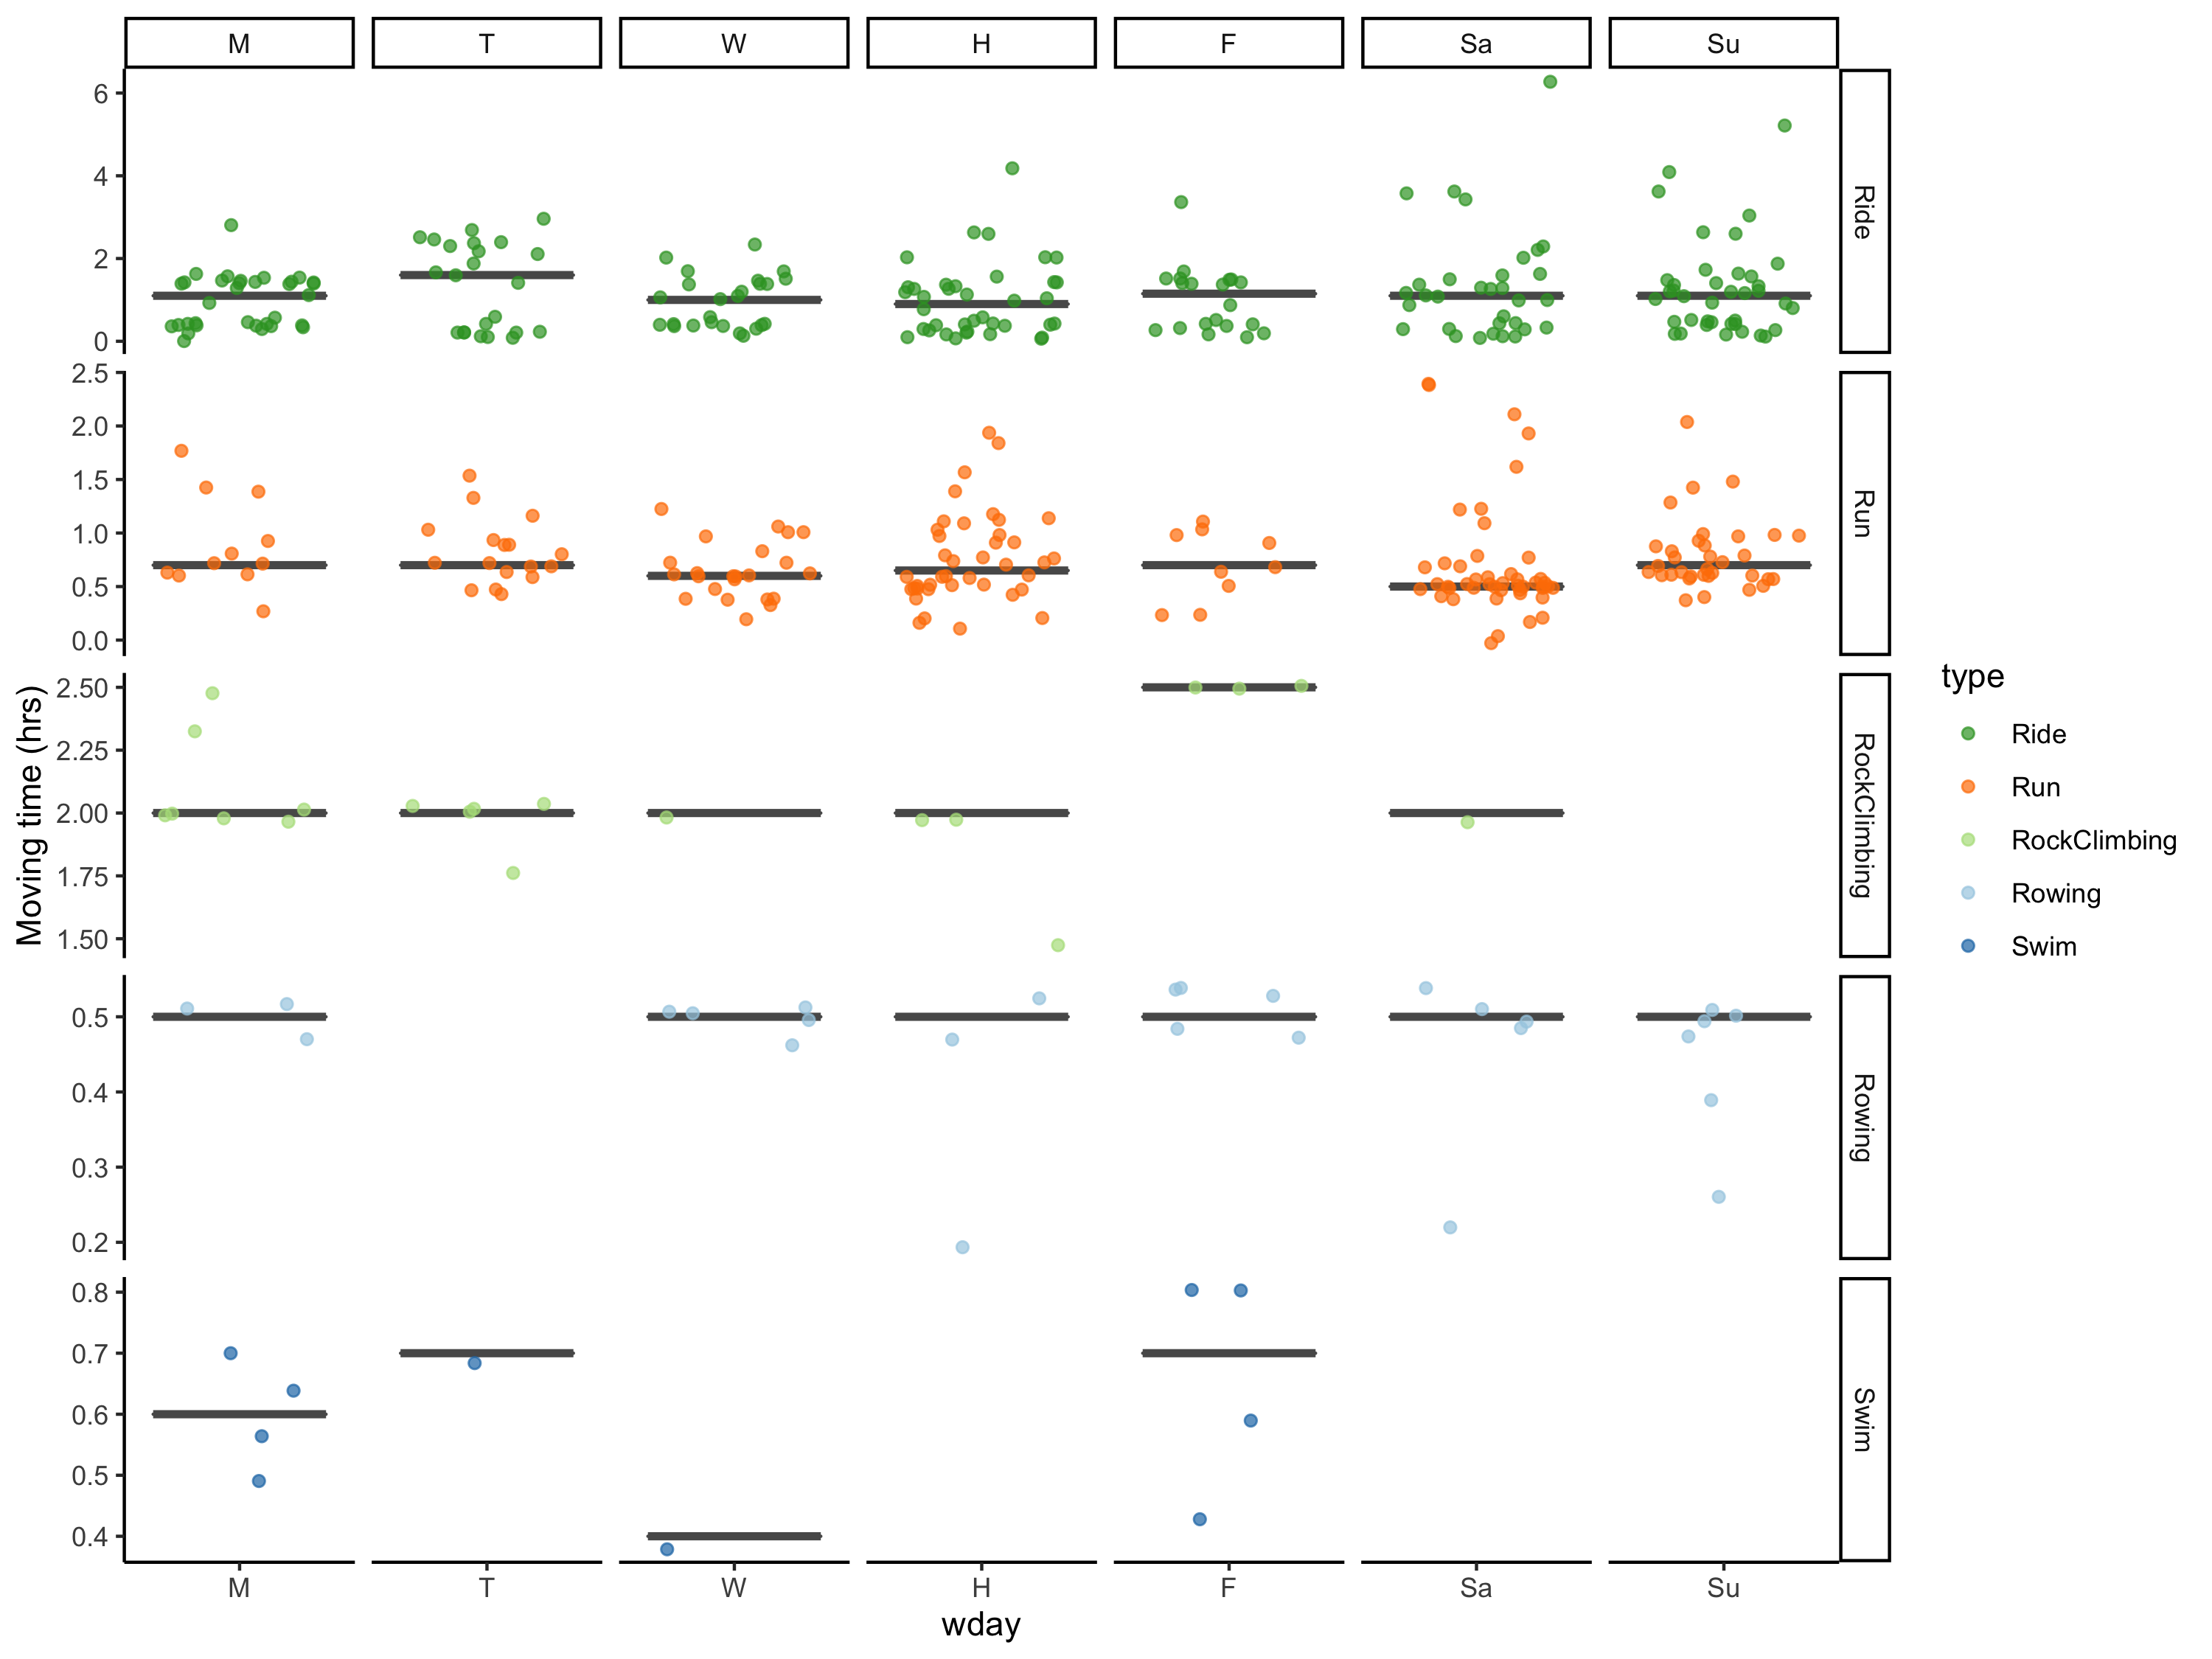 M T W H F Sa Su
6
4
2
0
Ride
2.5
2.0
1.5
1.0
0.5
0.0
Run
2.50
2.25
2.00
1.75
1.50
RockClimbing
0.5
0.4
0.3
0.2
Rowing
0.8
0.7
0.6
0.5
0.4
Swim
M T W H F Sa Su
wday
Moving time (hrs)
type
Ride
Run
RockClimbing
Rowing
Swim